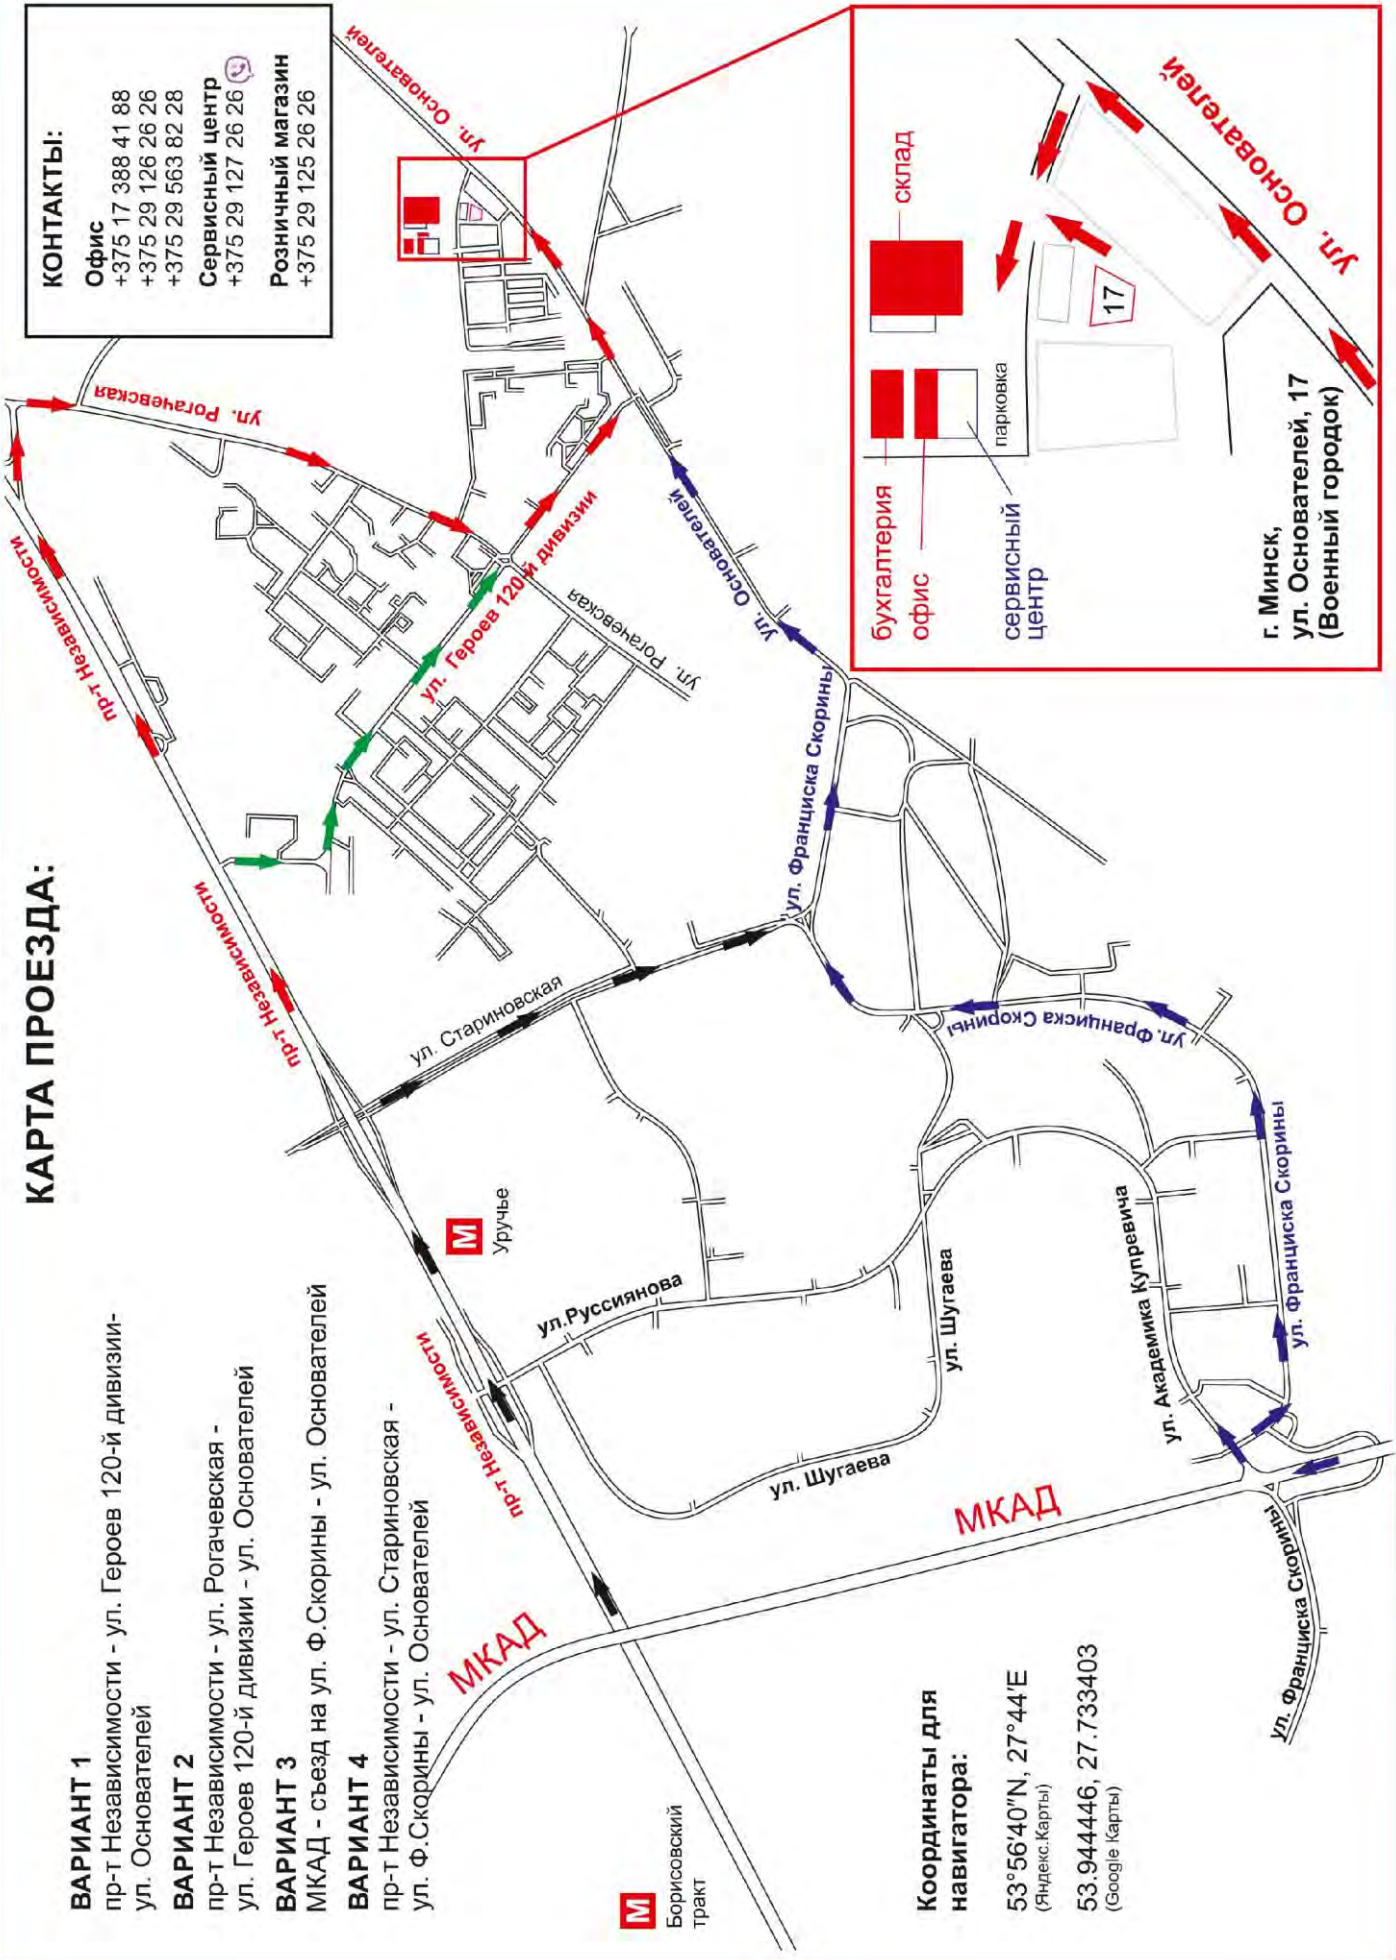 КАРТА ПРОЕЗДА:
ВАРИАНТ 1
пр-т Независимости - ул. Героев 120-й дивизии-
ул. Основателей
ВАРИАНТ 2
пр-т Независимости - ул. Рогачевская -
ул. Героев 120-й дивизии - ул. Основателей
ВАРИАНТ 3
МКАД - съезд на ул. Ф.Скорины - ул. Основателей
ВАРИАНТ 4
пр-т Независимости - ул. Стариновская -
ул. Ф.Скорины - ул. Основателей
КОНТАКТЫ:
Офис
+375 17 388 41 88
+375 29 126 26 26
+375 29 563 82 28
Сервисный центр
+375 29 127 26 26
Розничный магазин
+375 29 125 26 26
ул. Основателей
ул. Рогачевская
пр-т Независимости
пр-т Независимости
пр-т Независимости
ул. Героев 120-й дивизии
ул. Рогачевская
ул. Основателей
ул. Стариновская
ул. Франциска Скорины
ул. Франциска Скорины
ул. Франциска Скорины
ул. Франциска Скорины
М
Уручье
ул.Руссиянова
ул. Шугаева
ул. Шугаева
ул. Академика Купревича
МКАД
МКАД
М
Борисовский
тракт
Координаты для
навигатора:
53°56'40"N, 27°44'E
(Яндекс.Карты)
53.944446, 27.733403
(Google Карты)
склад
бухгалтерия
офис
сервисный
центр
парковка
17
ул. Основателей
г. Минск,
ул. Основателей, 17
(Военный городок)